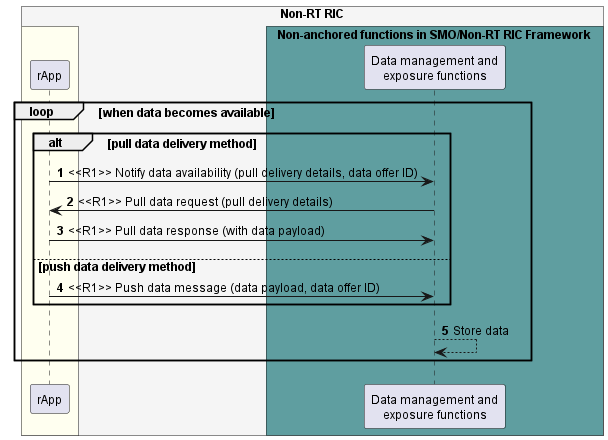 Non-RT RIC
Non-anchored functions in SMO/Non-RT RIC Framework
rApp
Data management and
exposure functions
loop [when data becomes available]
alt [pull data delivery method]
1 <<R1>> Notify data availability (pull delivery details, data offer ID)
2 <<R1>> Pull data request (pull delivery details)
3 <<R1>> Pull data response (with data payload)
[push data delivery method]
4 <<R1>> Push data message (data payload, data offer ID)
5 Store data
rApp
Data management and
exposure functions